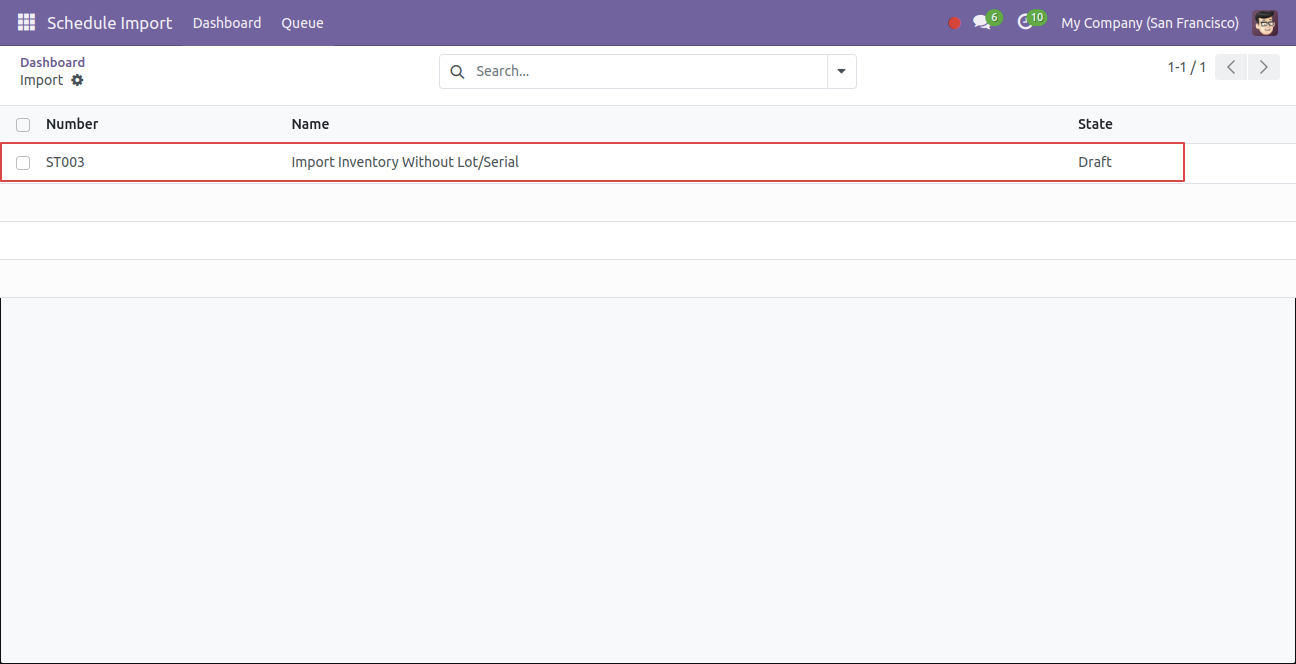 Schedule Import Dashboard Queue 6 10 My Company (San Francisco)
Dashboard
Import
Search...
1-1 / 1
Number Name State
ST003 Import Inventory Without Lot/Serial Draft